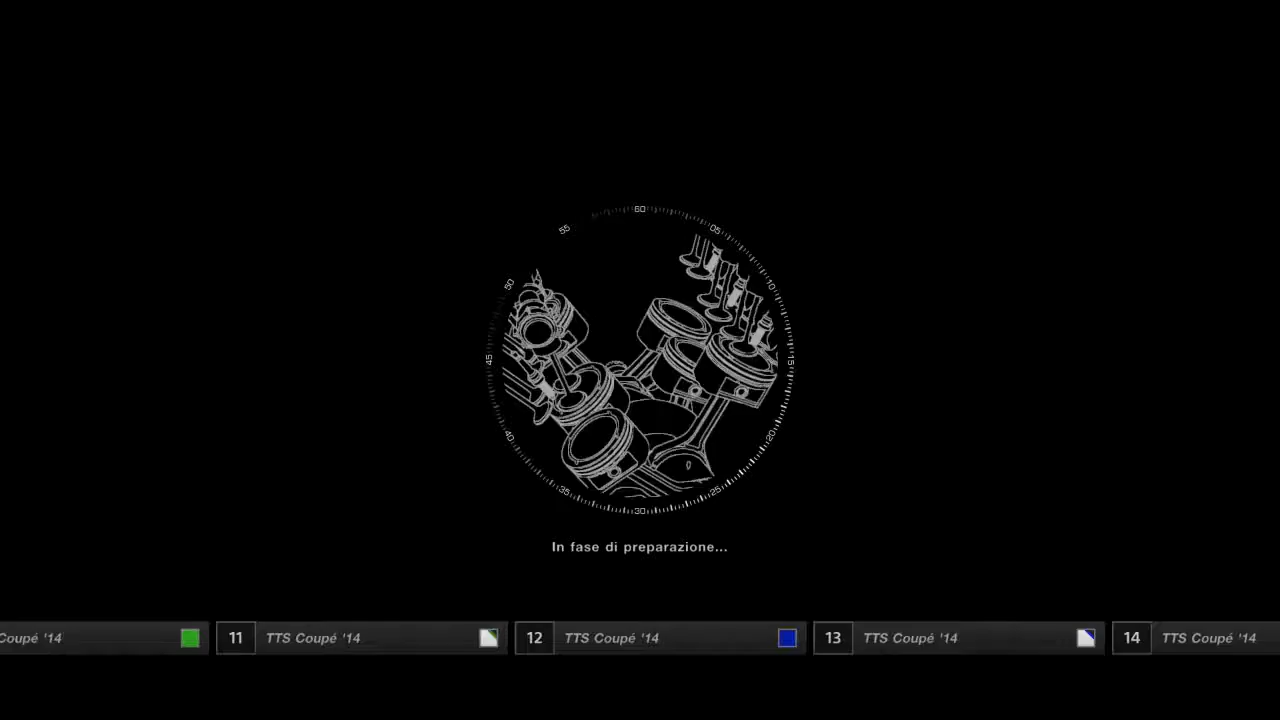 60
55
05
50
10
45
15
40
20
35
25
30
In fase di preparazione...
Coupé '14
11 TTS Coupé '14
12 TTS Coupé '14
13 TTS Coupé '14
14 TTS Coupé '14